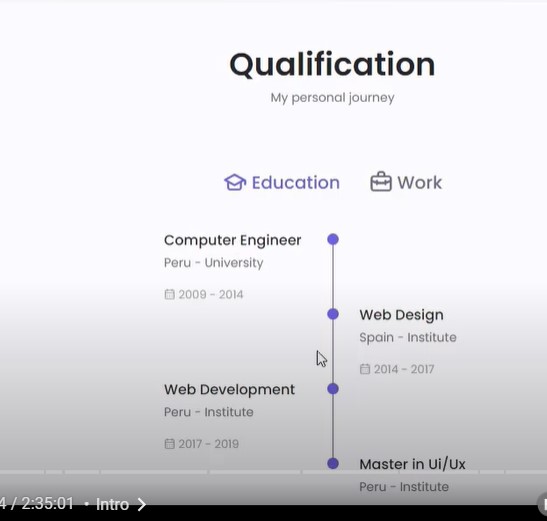 Qualification
My personal journey
Education Work
Computer Engineer
Peru - University
2009 - 2014
Web Design
Spain - Institute
2014 - 2017
Web Development
Peru - Institute
2017 - 2019
Master in Ui/Ux
Peru - Institute
4 / 2:35:01 • Intro